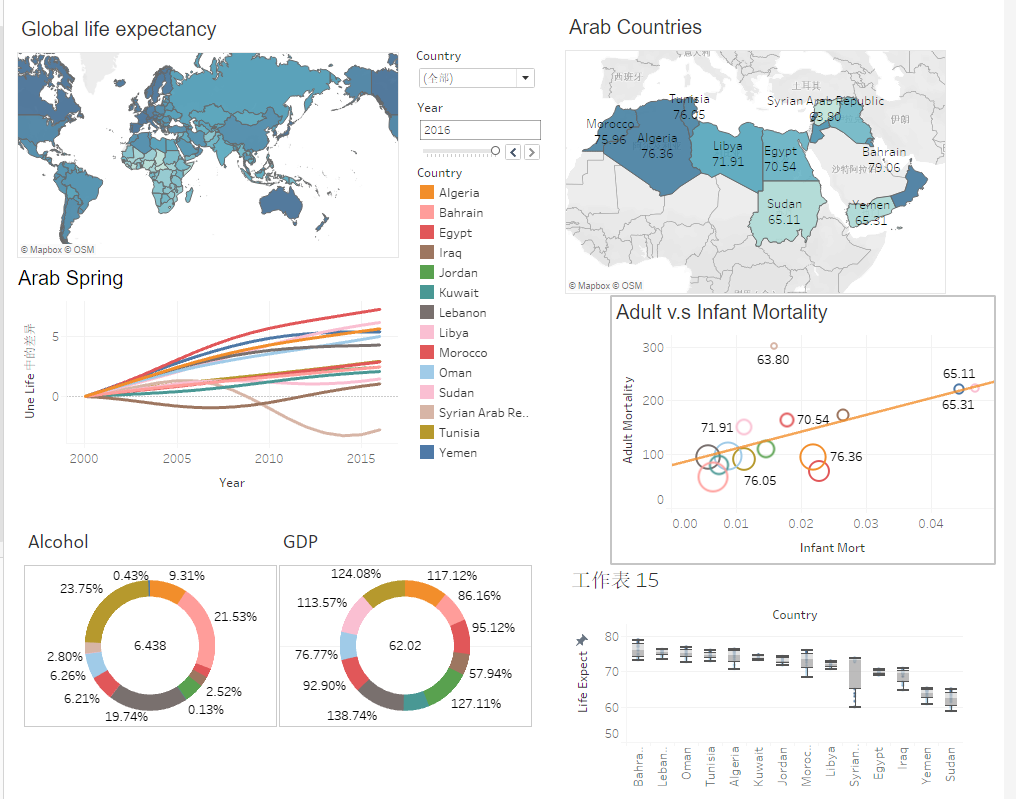 Global life expectancy
© Mapbox © OSM
Country
(全部)
Year
2016
Country
Algeria
Bahrain
Egypt
Iraq
Jordan
Kuwait
Lebanon
Libya
Morocco
Oman
Sudan
Syrian Arab Re..
Tunisia
Yemen
Arab Countries
西班牙
土耳其
伊朗
沙特阿拉
Tunisia
76.05
Syrian Arab Republic
63.80
Morocco
75.96
Algeria
76.36
Libya
71.91
Egypt
70.54
Bahrain
79.06
Sudan
65.11
Yemen
65.31
© Mapbox © OSM
Arab Spring
Une Life 中的差异
5
0
2000
2005
2010
2015
Year
Adult v.s Infant Mortality
Adult Mortality
300
200
100
0
63.80
65.11
65.31
71.91
70.54
76.36
76.05
0.00
0.01
0.02
0.03
0.04
Infant Mort
Alcohol
0.43%
9.31%
23.75%
21.53%
6.438
2.80%
6.26%
2.52%
6.21%
0.13%
19.74%
GDP
124.08%
117.12%
113.57%
86.16%
95.12%
62.02
76.77%
57.94%
92.90%
127.11%
138.74%
工作表 15
Country
Life Expect
80
70
60
50
Bahra..
Leban..
Oman
Tunisia
Algeria
Kuwait
Jordan
Moroc..
Libya
Syrian..
Egypt
Iraq
Yemen
Sudan